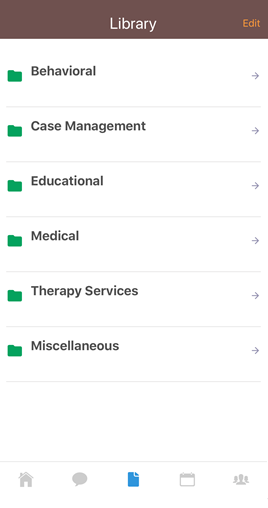 Library
Edit
Behavioral
Case Management
Educational
Medical
Therapy Services
Miscellaneous